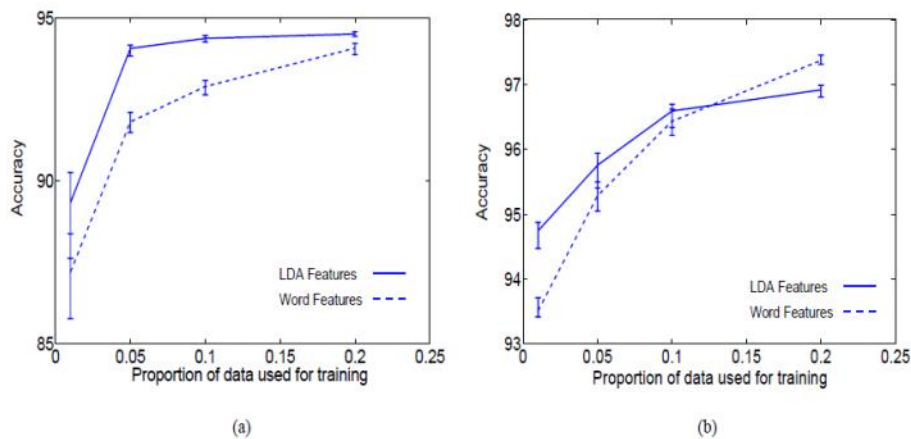 95
90
85
Accuracy
LDA Features
Word Features
0 0.05 0.1 0.15 0.2 0.25
Proportion of data used for training
(a)
98
97
96
95
94
93
Accuracy
LDA Features
Word Features
0 0.05 0.1 0.15 0.2 0.25
Proportion of data used for training
(b)